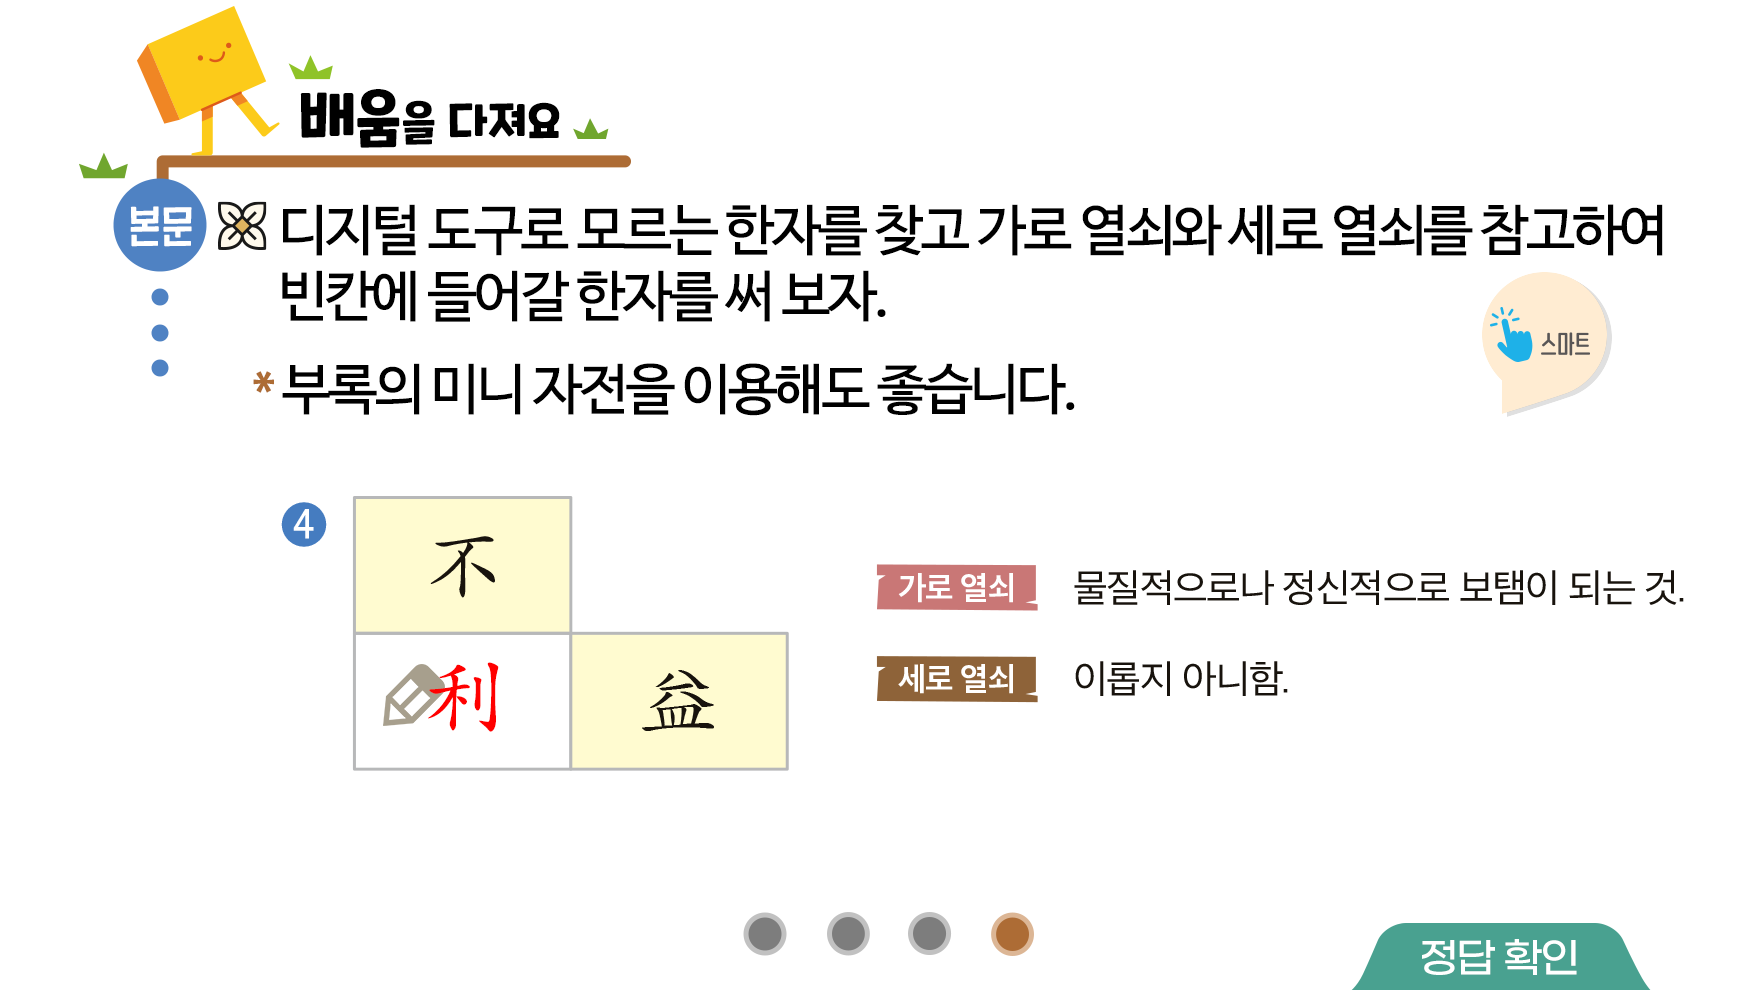 배움을 다져요
본문
디지털 도구로 모르는 한자를 찾고 가로 열쇠와 세로 열쇠를 참고하여
빈칸에 들어갈 한자를 써 보자.
스마트
* 부록의 미니 자전을 이용해도 좋습니다.
4
不
가로 열쇠 물질적으로나 정신적으로 보탬이 되는 것.
利 益
세로 열쇠 이롭지 아니함.
정답 확인